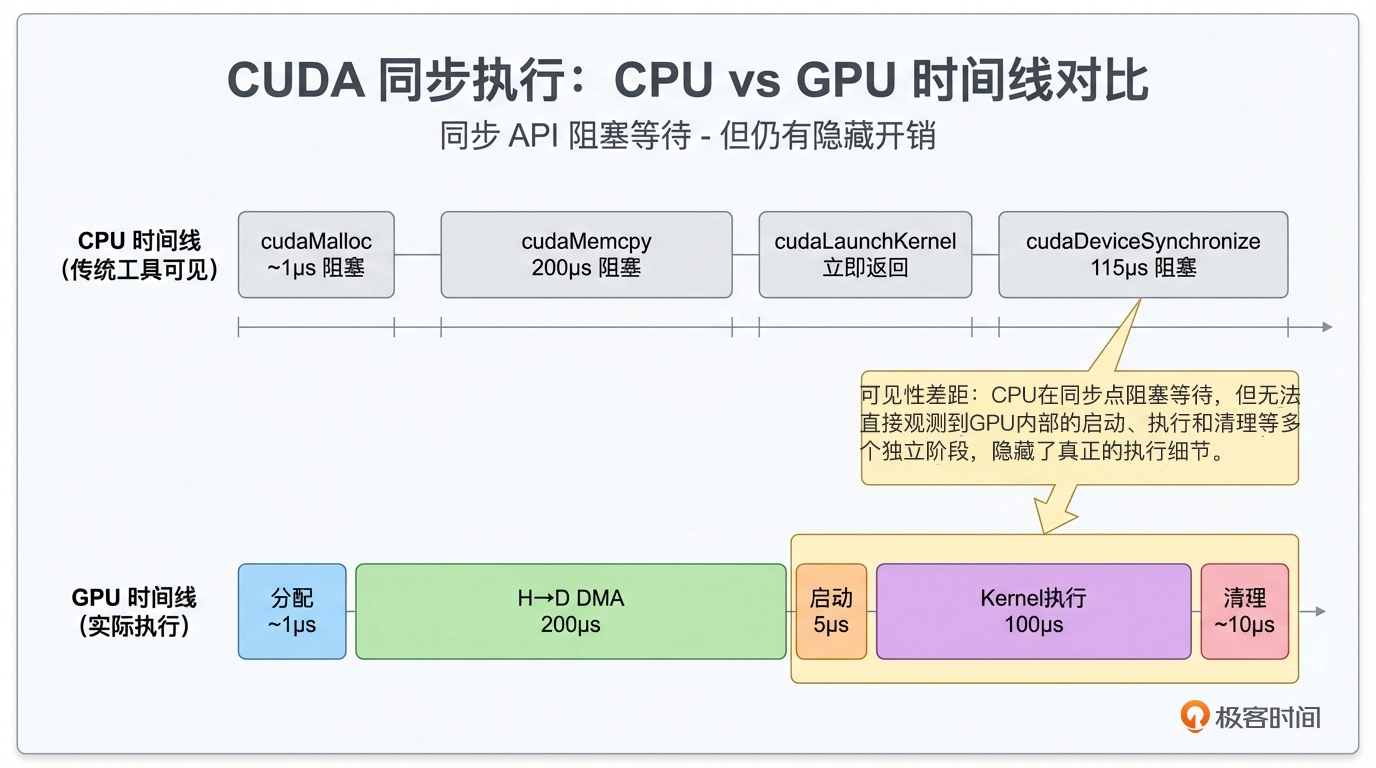 CUDA 同步执行：CPU vs GPU 时间线对比
同步 API 阻塞等待 - 但仍有隐藏开销
CPU 时间线
（传统工具可见）
cudaMalloc
~1μs 阻塞
cudaMemcpy
200μs 阻塞
cudaLaunchKernel
立即返回
cudaDeviceSynchronize
115μs 阻塞
可见性差距：CPU在同步点阻塞等待，但无法
直接观测到GPU内部的启动、执行和清理等多
个独立阶段，隐藏了真正的执行细节。
GPU 时间线
（实际执行）
分配
~1μs
H→D DMA
200μs
启动
5μs
Kernel执行
100μs
清理
~10μs
极客时间